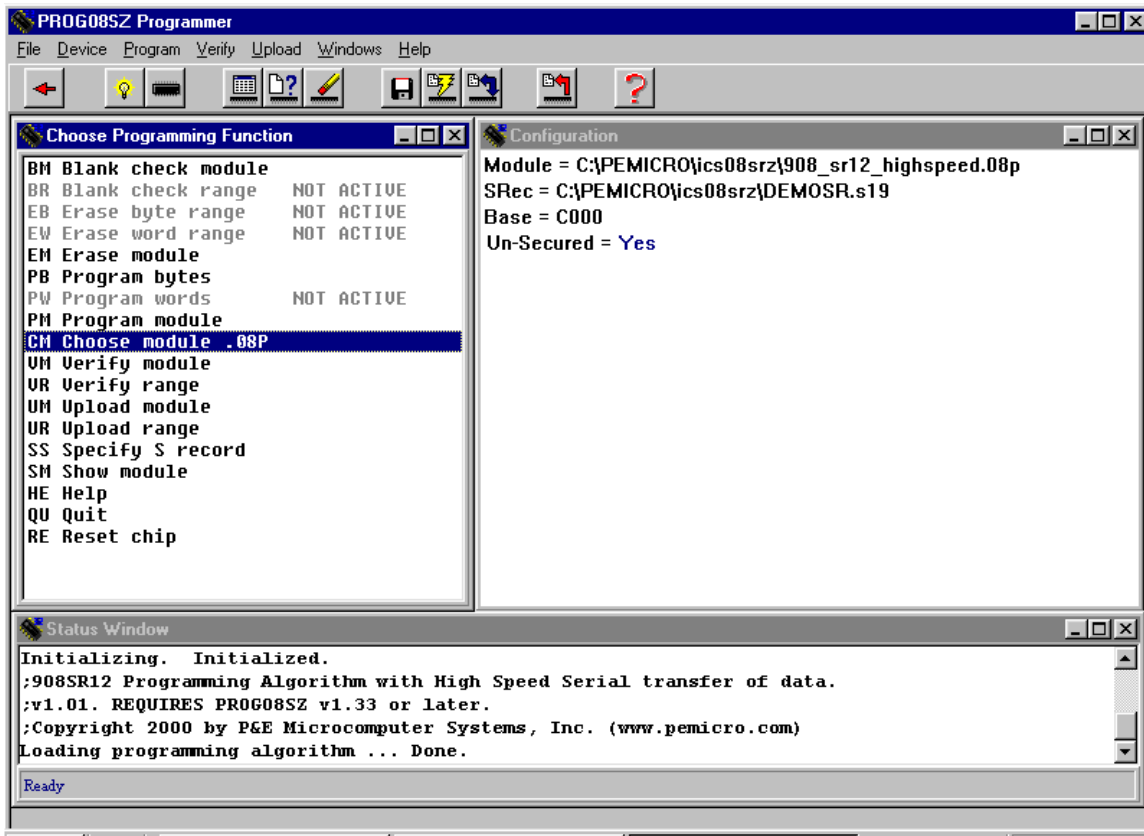 PROG08SZ Programmer
File Device Program Verify Upload Windows Help
Choose Programming Function
BM Blank check module
BR Blank check range NOT ACTIVE
EB Erase byte range NOT ACTIVE
EW Erase word range NOT ACTIVE
EM Erase module
PB Program bytes
PW Program words NOT ACTIVE
PM Program module
CM Choose module .08P
VM Verify module
VR Verify range
UM Upload module
UR Upload range
SS Specify S record
SM Show module
HE Help
QU Quit
RE Reset chip
Configuration
Module = C:\PEMICRO\ics08srz\908_sr12_highspeed.08p
SRec = C:\PEMICRO\ics08srz\DEMOSR.s19
Base = C000
Un-Secured = Yes
Status Window
Initializing. Initialized.
;908SR12 Programming Algorithm with High Speed Serial transfer of data.
;v1.01. REQUIRES PROG08SZ v1.33 or later.
;Copyright 2000 by P&E Microcomputer Systems, Inc. (www.pemicro.com)
Loading programming algorithm ... Done.
Ready